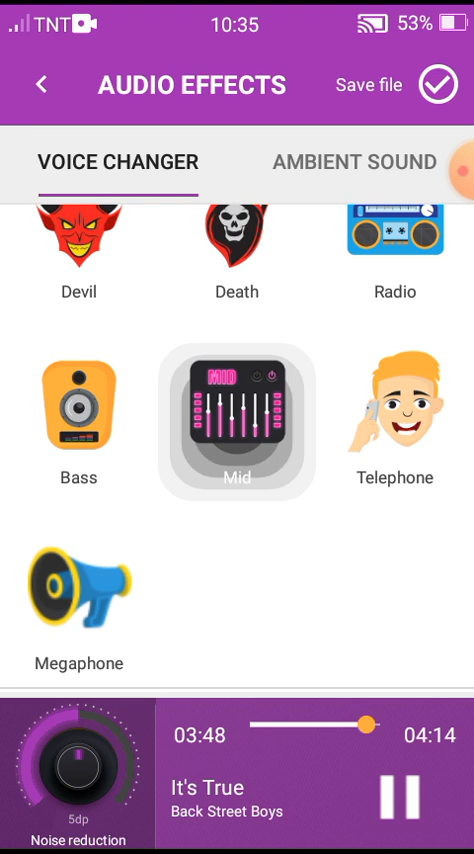 TNT 10:35 53%
AUDIO EFFECTS Save file
VOICE CHANGER AMBIENT SOUND
Devil Death Radio
MID
Bass Mid Telephone
Megaphone
03:48 04:14
It's True
Back Street Boys
5dp
Noise reduction